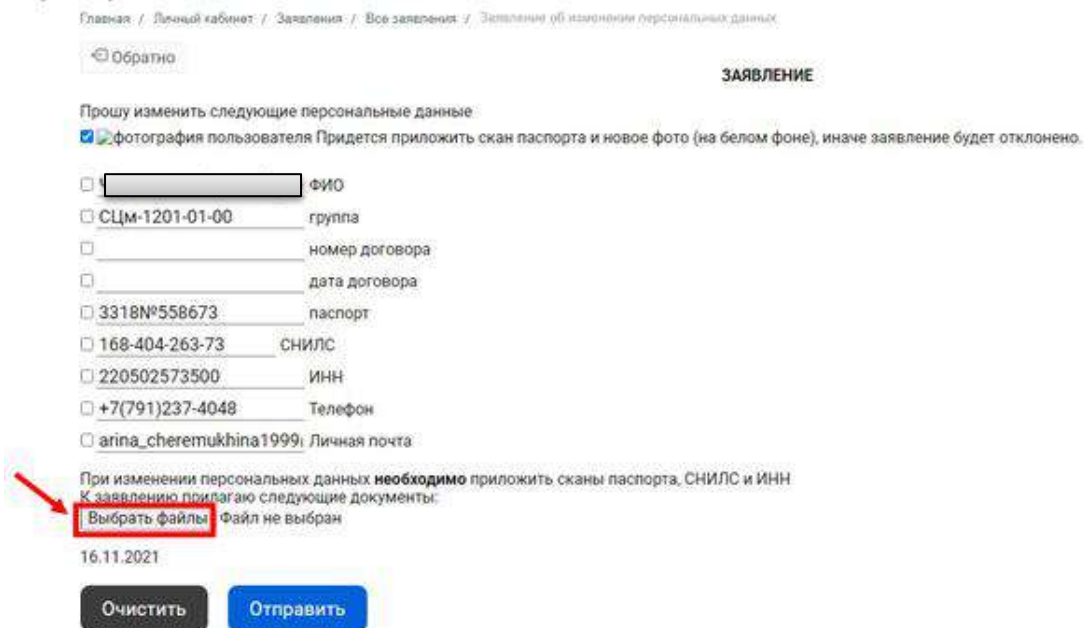 Главная / Личный кабинет / Заявления / Все заявления / Заявление об изменении персональных данных
Обратно
ЗАЯВЛЕНИЕ
Прошу изменить следующие персональные данные
фотография пользователя Придется приложить скан паспорта и новое фото (на белом фоне), иначе заявление будет отклонено.
ФИО
СЦм-1201-01-00 группа
номер договора
дата договора
3318№558673 паспорт
168-404-263-73 СНИЛС
220502573500 ИНН
+7(791)237-4048 Телефон
arina_cheremukhina1999 Личная почта
При изменении персональных данных необходимо приложить сканы паспорта, СНИЛС и ИНН
К заявлению прилагаю следующие документы:
Выбрать файлы Файл не выбран
16.11.2021
Очистить Отправить